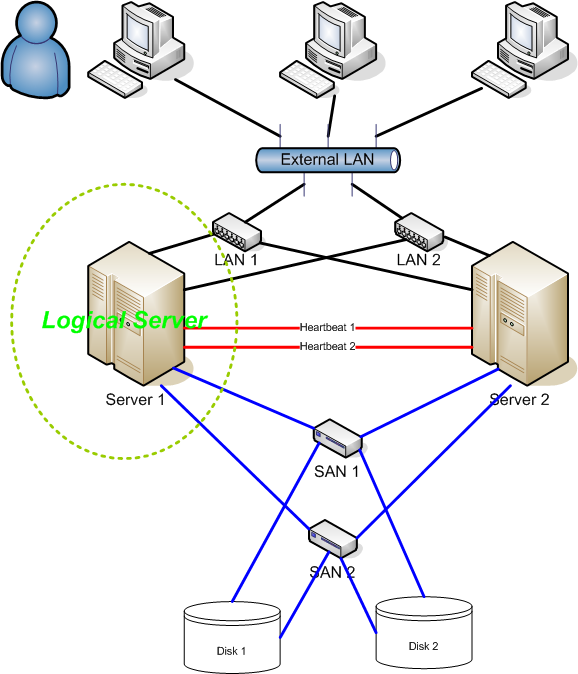 External LAN
LAN 1
LAN 2
Logical Server
Heartbeat 1
Heartbeat 2
Server 1
Server 2
SAN 1
SAN 2
Disk 1
Disk 2